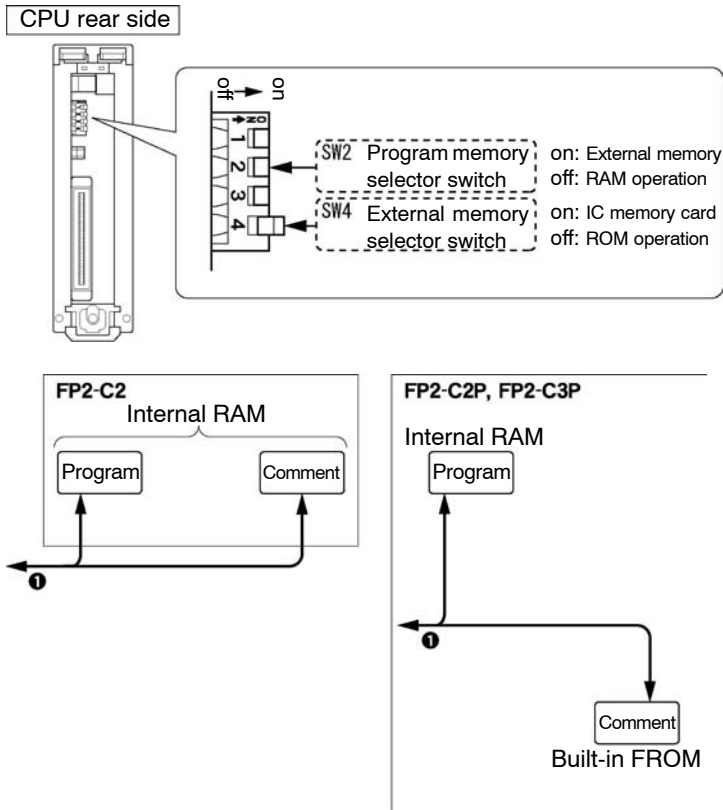 CPU rear side
off → on
ON
1
2
3
4
SW2 Program memory
selector switch
on: External memory
off: RAM operation
SW4 External memory
selector switch
on: IC memory card
off: ROM operation
FP2-C2
Internal RAM
Program
Comment
❶
FP2-C2P, FP2-C3P
Internal RAM
Program
❶
Comment
Built-in FROM